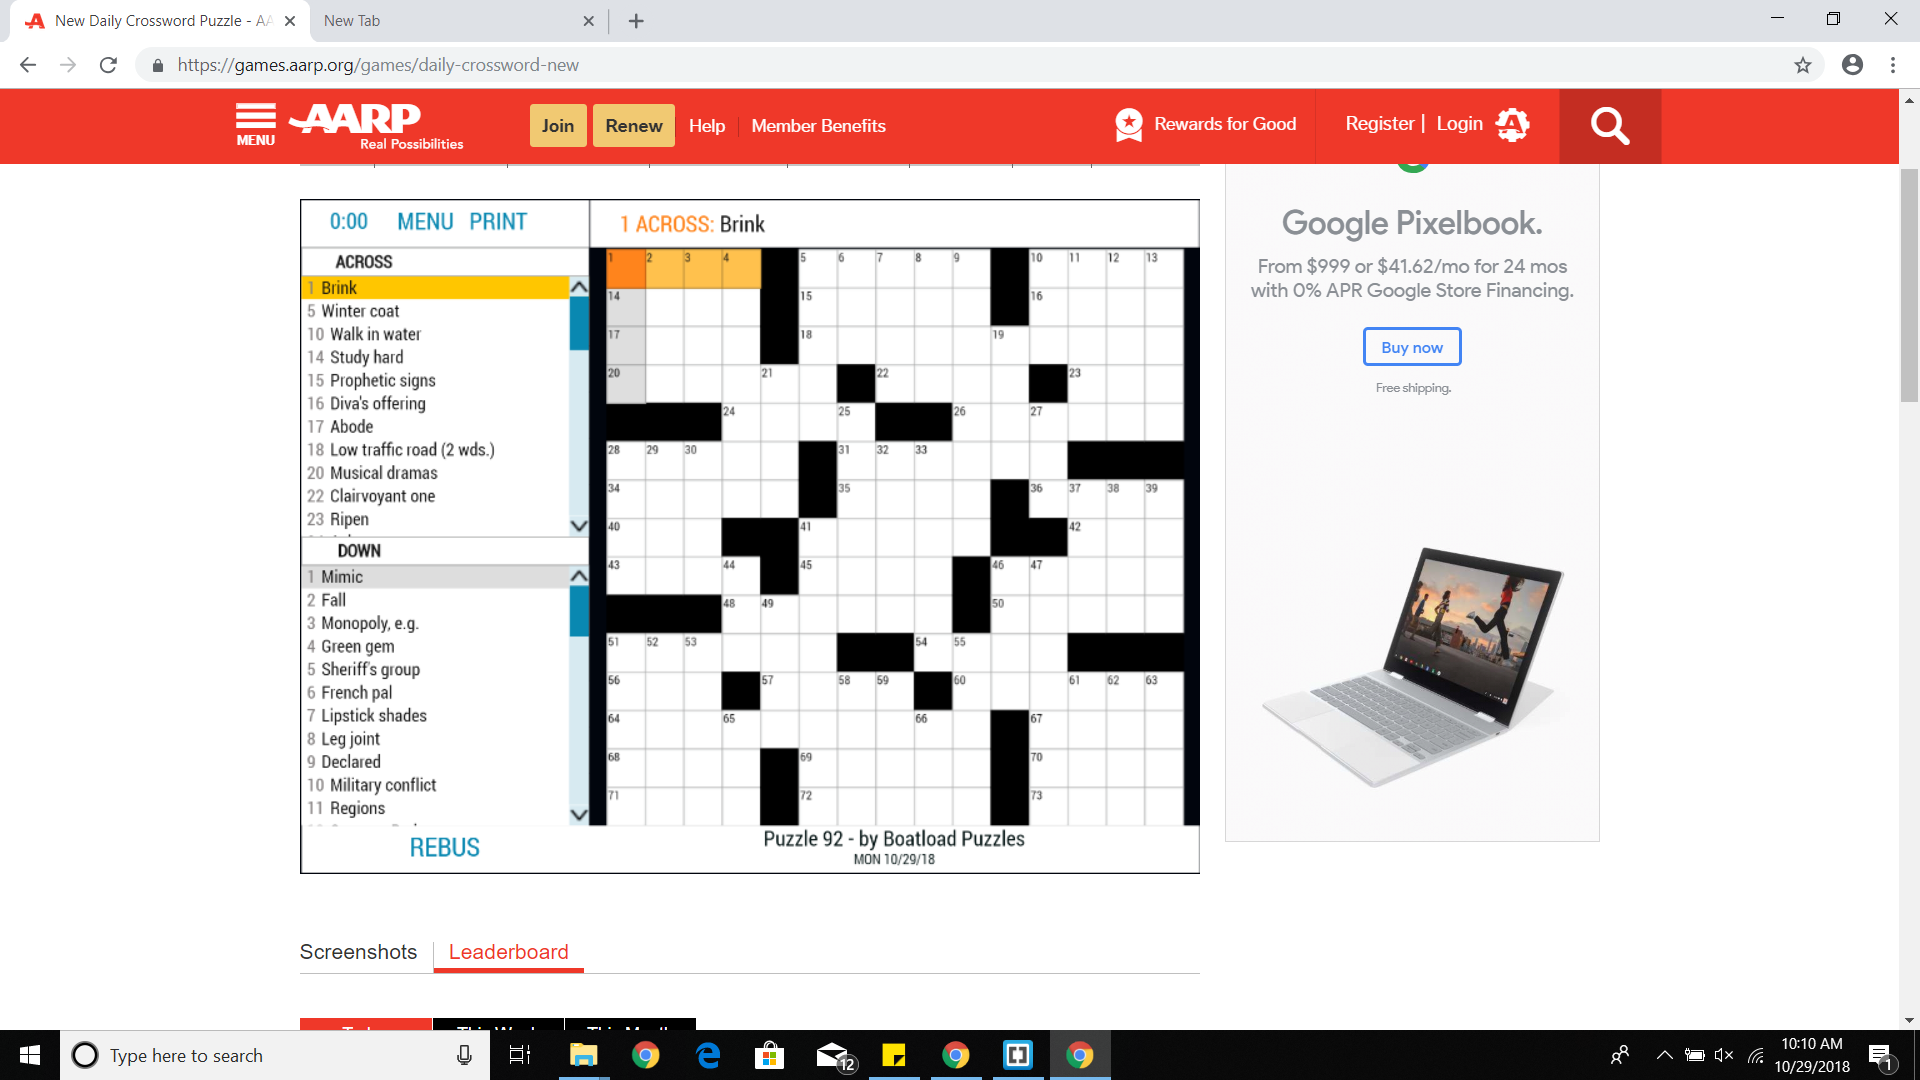 New Daily Crossword Puzzle - AA
New Tab
https://games.aarp.org/games/daily-crossword-new
MENU
AARP
Real Possibilities
Join
Renew
Help
Member Benefits
Rewards for Good
Register | Login
0:00 MENU PRINT
1 ACROSS: Brink
ACROSS
1 Brink
5 Winter coat
10 Walk in water
14 Study hard
15 Prophetic signs
16 Diva's offering
17 Abode
18 Low traffic road (2 wds.)
20 Musical dramas
22 Clairvoyant one
23 Ripen
DOWN
1 Mimic
2 Fall
3 Monopoly, e.g.
4 Green gem
5 Sheriff's group
6 French pal
7 Lipstick shades
8 Leg joint
9 Declared
10 Military conflict
11 Regions
REBUS
1 2 3 4 5 6 7 8 9 10 11 12 13
14 15 16
17 18 19
20 21 22 23
24 25 26 27
28 29 30 31 32 33
34 35 36 37 38 39
40 41 42
43 44 45 46 47
48 49 50
51 52 53 54 55
56 57 58 59 60 61 62 63
64 65 66 67
68 69 70
71 72 73
Puzzle 92 - by Boatload Puzzles
MON 10/29/18
Google Pixelbook.
From $999 or $41.62/mo for 24 mos
with 0% APR Google Store Financing.
Buy now
Free shipping.
Screenshots
Leaderboard
Type here to search
12
10:10 AM
10/29/2018
1